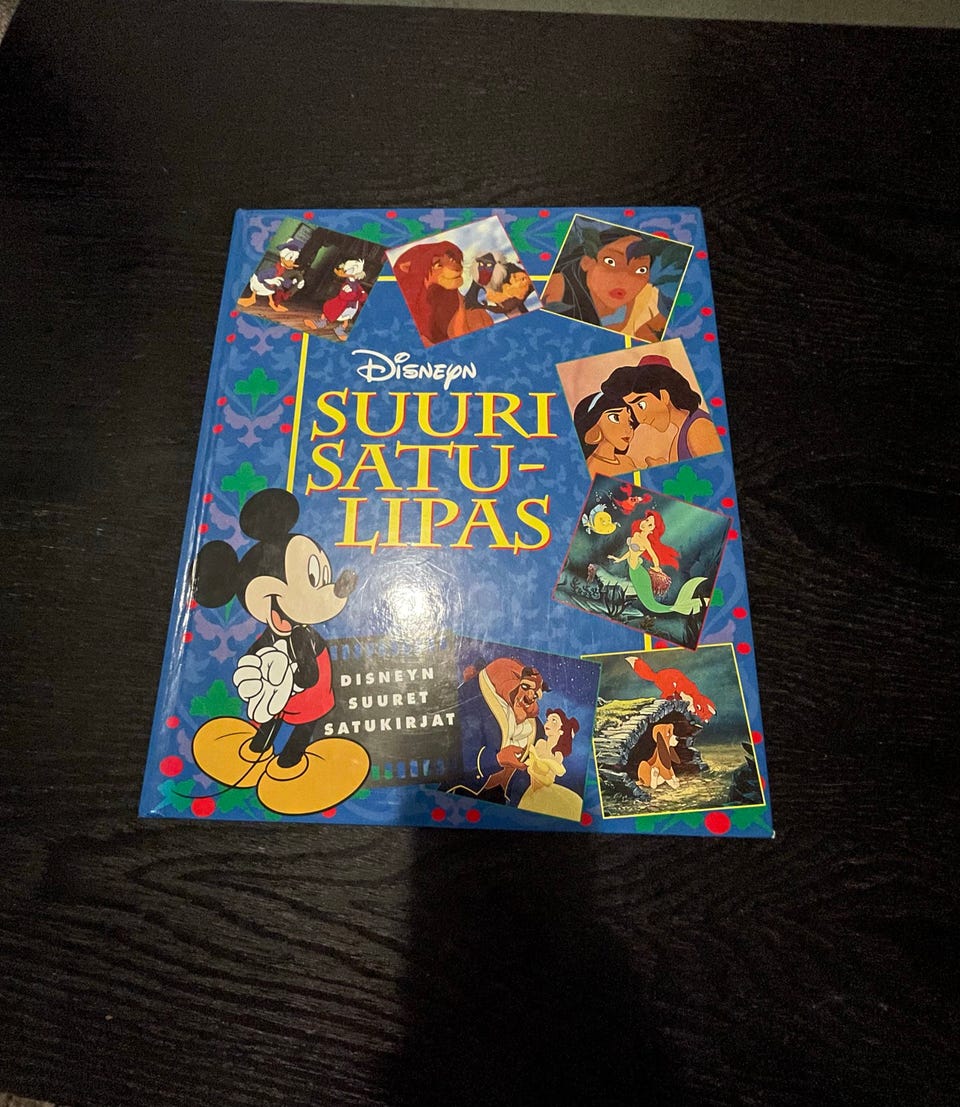 Disneyn
SUURI
SATU-
LIPAS
DISNEYN
SUURET
SATUKIRJAT